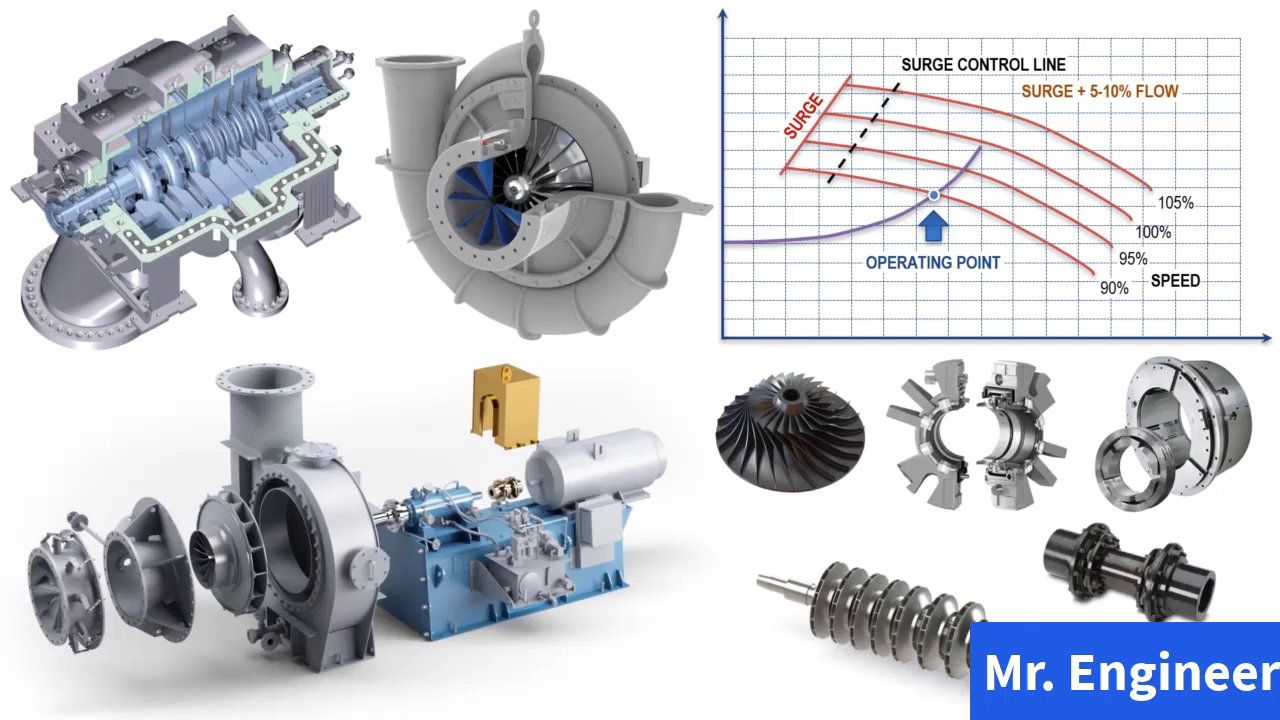 SURGE CONTROL LINE
SURGE + 5-10% FLOW
SURGE
105%
100%
OPERATING POINT
95%
SPEED
90%
Mr. Engineer